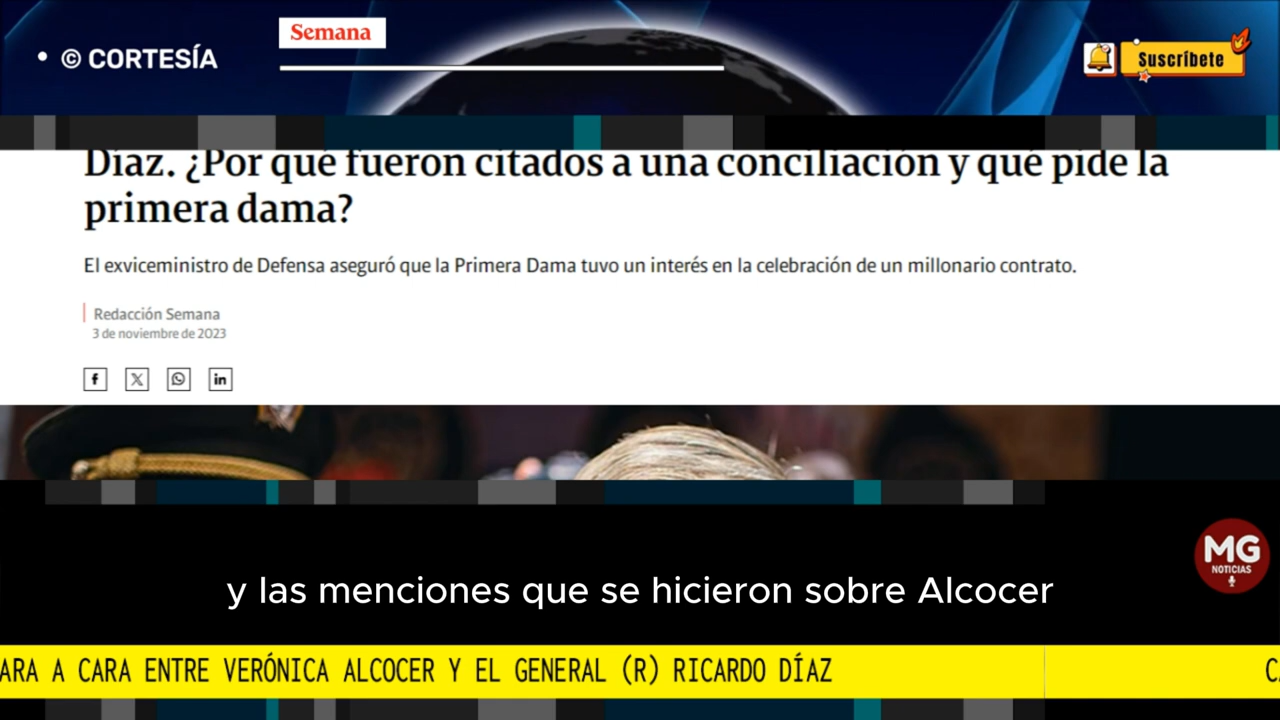 © CORTESÍA
Semana
Suscríbete
Díaz. ¿Por qué fueron citados a una conciliación y qué pide la
primera dama?
El exviceministro de Defensa aseguró que la Primera Dama tuvo un interés en la celebración de un millonario contrato.
Redacción Semana
3 de noviembre de 2023
MG
NOTICIAS
y las menciones que se hicieron sobre Alcocer
ARA A CARA ENTRE VERÓNICA ALCOCER Y EL GENERAL (R) RICARDO DÍAZ